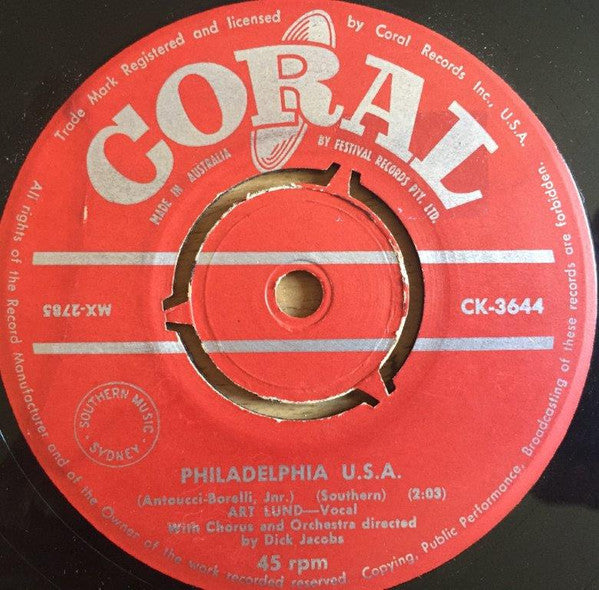 Trade Mark Registered and licensed by Coral Records Inc., U.S.A.
CORAL
MADE IN AUSTRALIA BY FESTIVAL RECORDS PTY. LTD.
MX-2785
CK-3644
SOUTHERN MUSIC
SYDNEY
PHILADELPHIA U.S.A.
(Antoucci-Borelli, Jnr.) (Southern) (2:03)
ART LUND—Vocal
With Chorus and Orchestra directed
by Dick Jacobs
45 rpm
All rights of the Record Manufacturer and of the Owner of the work recorded reserved. Copying, Public Performance, Broadcasting of these records are forbidden.